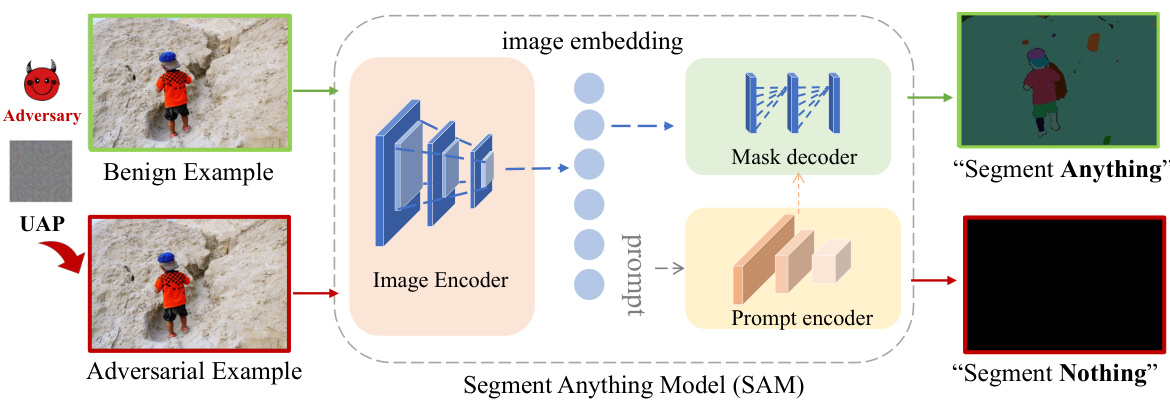 Adversary
UAP
Benign Example
Adversarial Example
image embedding
Image Encoder
prompt
Mask decoder
Prompt encoder
Segment Anything Model (SAM)
“Segment Anything”
“Segment Nothing”